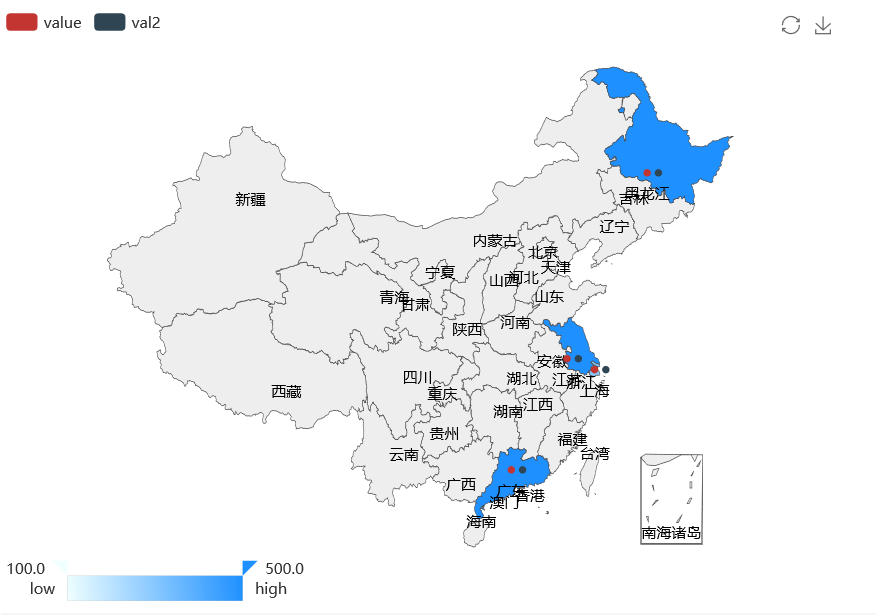 value val2
新疆
黑龙江
吉林
辽宁
内蒙古
北京
天津
宁夏
山西
河北
青海
甘肃
山东
陕西
河南
安徽
江苏
浙江
上海
西藏
四川
重庆
湖北
湖南
江西
贵州
云南
福建
台湾
广西
广东
香港
澳门
海南
南海诸岛
100.0 500.0
low high